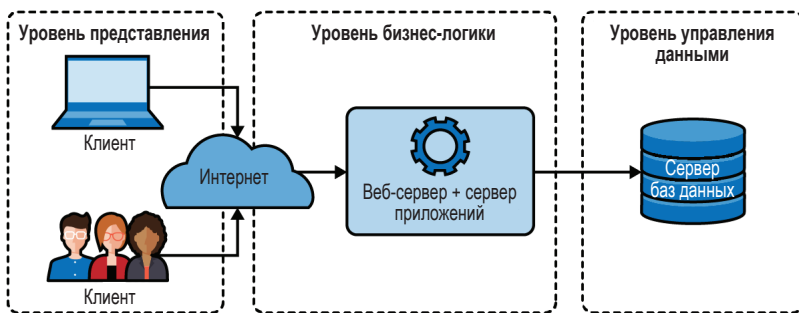 Уровень представления
Клиент
Клиент
Интернет
Уровень бизнес-логики
Веб-сервер + сервер
приложений
Уровень управления
данными
Сервер
баз данных